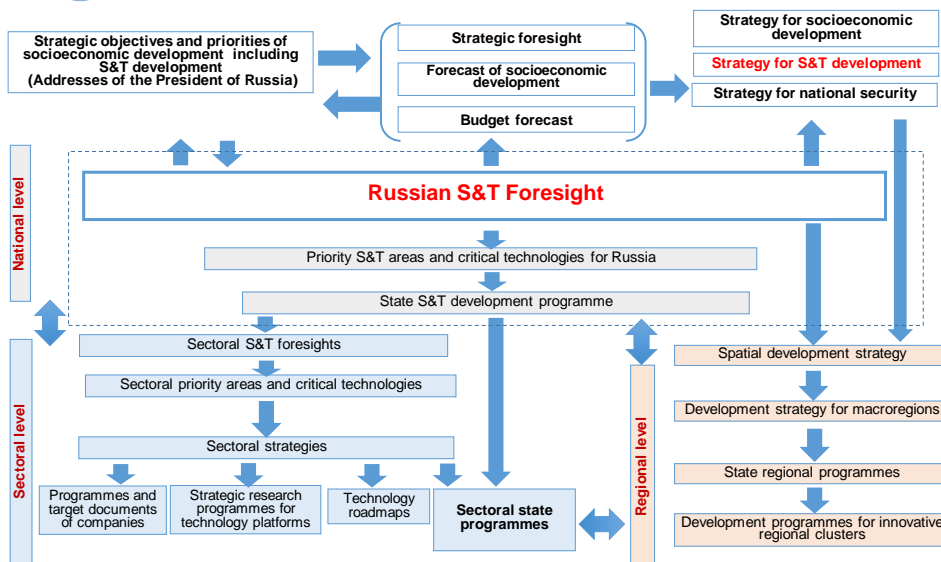 Strategic objectives and priorities of
socioeconomic development including
S&T development
(Addresses of the President of Russia)
Strategic foresight
Forecast of socioeconomic
development
Budget forecast
Strategy for socioeconomic
development
Strategy for S&T development
Strategy for national security
National level
Russian S&T Foresight
Priority S&T areas and critical technologies for Russia
State S&T development programme
Sectoral level
Sectoral S&T foresights
Sectoral priority areas and critical technologies
Sectoral strategies
Programmes and
target documents
of companies
Strategic research
programmes for
technology platforms
Technology
roadmaps
Sectoral state
programmes
Regional level
Spatial development strategy
Development strategy for macroregions
State regional programmes
Development programmes for innovative
regional clusters